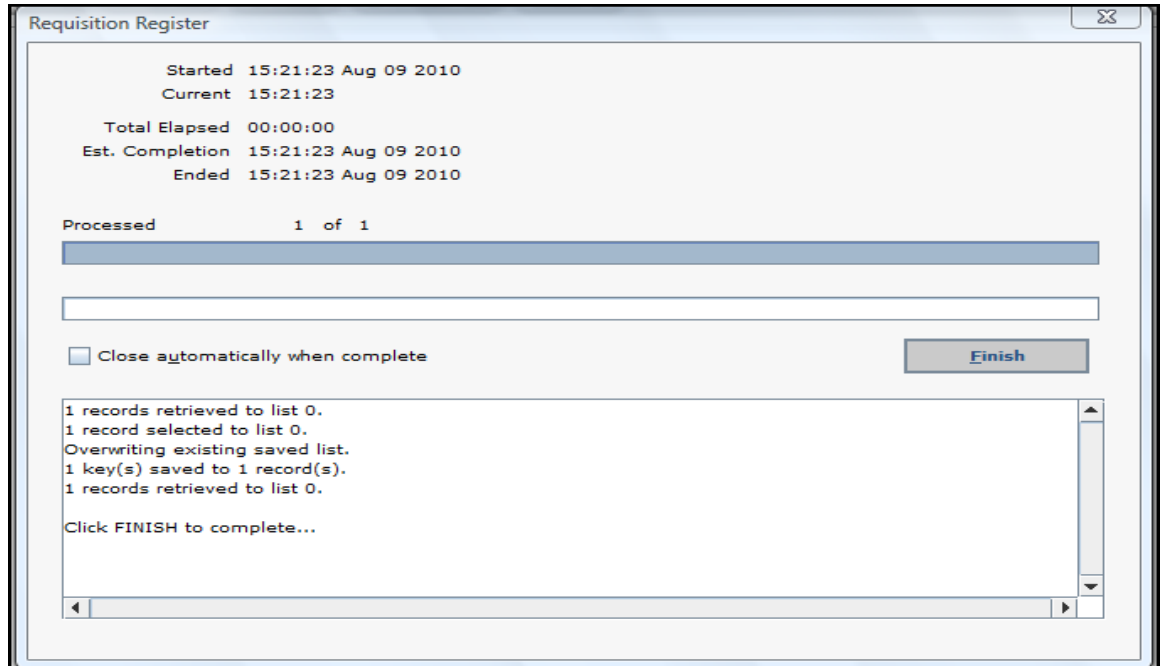 Requisition Register
Started 15:21:23 Aug 09 2010
Current 15:21:23
Total Elapsed 00:00:00
Est. Completion 15:21:23 Aug 09 2010
Ended 15:21:23 Aug 09 2010
Processed 1 of 1
Close automatically when complete
Finish
1 records retrieved to list 0.
1 record selected to list 0.
Overwriting existing saved list.
1 key(s) saved to 1 record(s).
1 records retrieved to list 0.
Click FINISH to complete...